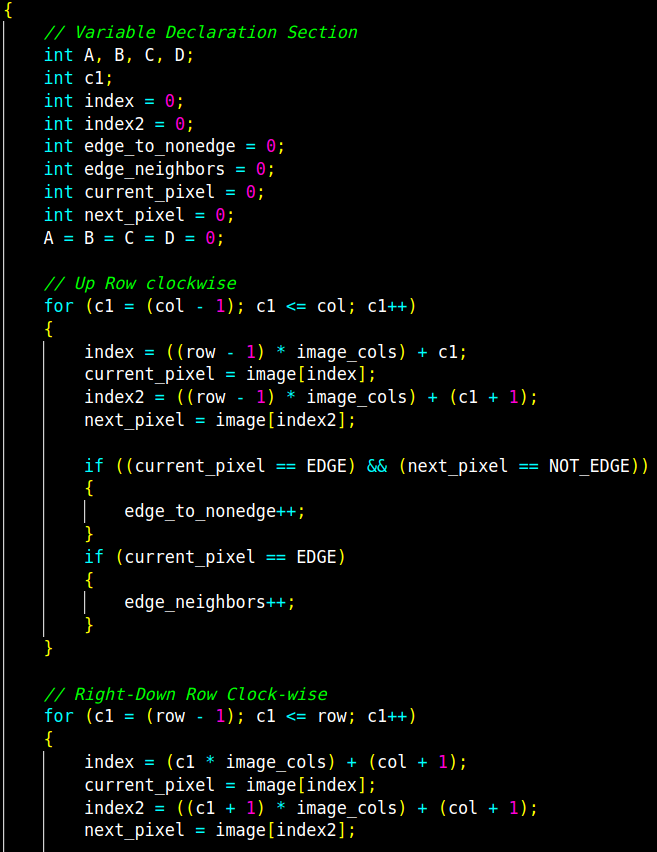 {
// Variable Declaration Section
int A, B, C, D;
int c1;
int index = 0;
int index2 = 0;
int edge_to_nonedge = 0;
int edge_neighbors = 0;
int current_pixel = 0;
int next_pixel = 0;
A = B = C = D = 0;
// Up Row clockwise
for (c1 = (col - 1); c1 <= col; c1++)
{
index = ((row - 1) * image_cols) + c1;
current_pixel = image[index];
index2 = ((row - 1) * image_cols) + (c1 + 1);
next_pixel = image[index2];
if ((current_pixel == EDGE) && (next_pixel == NOT_EDGE))
{
edge_to_nonedge++;
}
if (current_pixel == EDGE)
{
edge_neighbors++;
}
}
// Right-Down Row Clock-wise
for (c1 = (row - 1); c1 <= row; c1++)
{
index = (c1 * image_cols) + (col + 1);
current_pixel = image[index];
index2 = ((c1 + 1) * image_cols) + (col + 1);
next_pixel = image[index2];